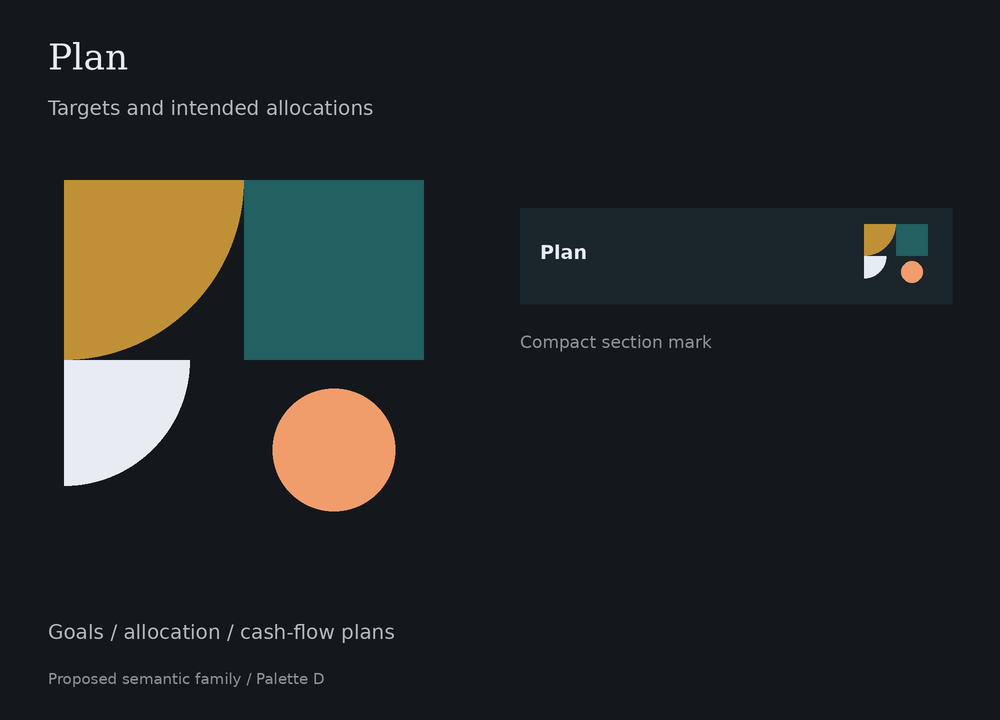 Plan
Targets and intended allocations
Plan
Compact section mark
Goals / allocation / cash-flow plans
Proposed semantic family / Palette D